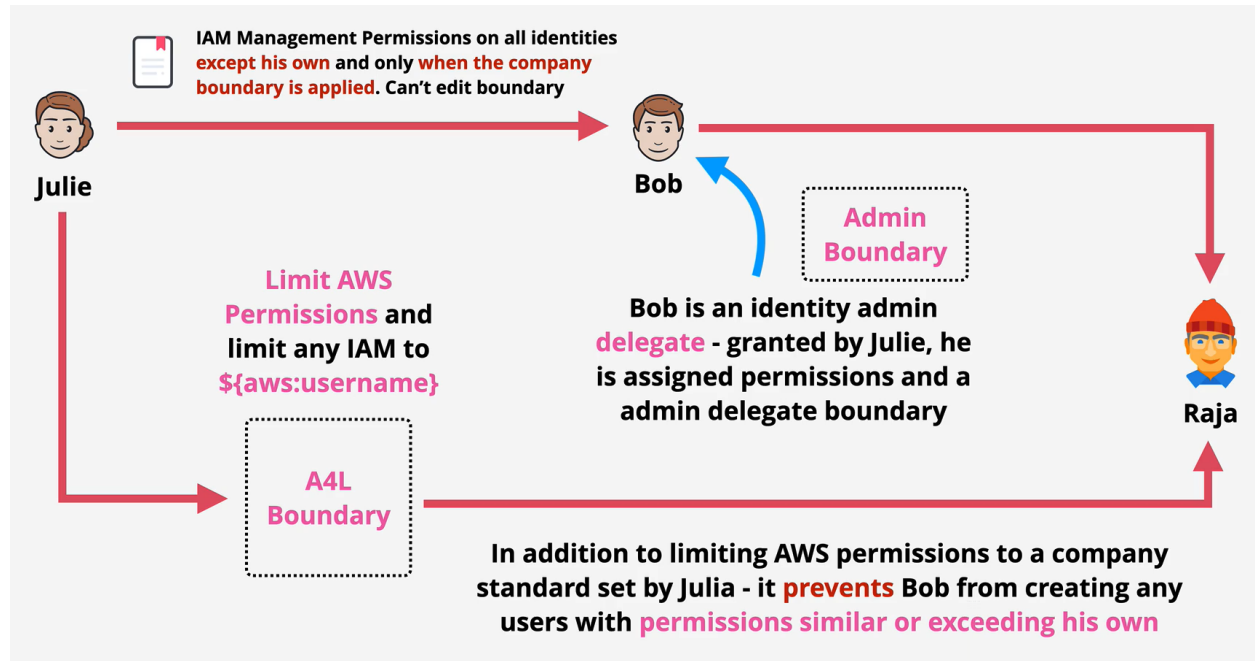 IAM Management Permissions on all identities
except his own and only when the company
boundary is applied. Can't edit boundary
Julie
Bob
Admin
Boundary
Limit AWS
Permissions and
limit any IAM to
${aws:username}
Bob is an identity admin
delegate - granted by Julie, he
is assigned permissions and a
admin delegate boundary
Raja
A4L
Boundary
In addition to limiting AWS permissions to a company
standard set by Julia - it prevents Bob from creating any
users with permissions similar or exceeding his own